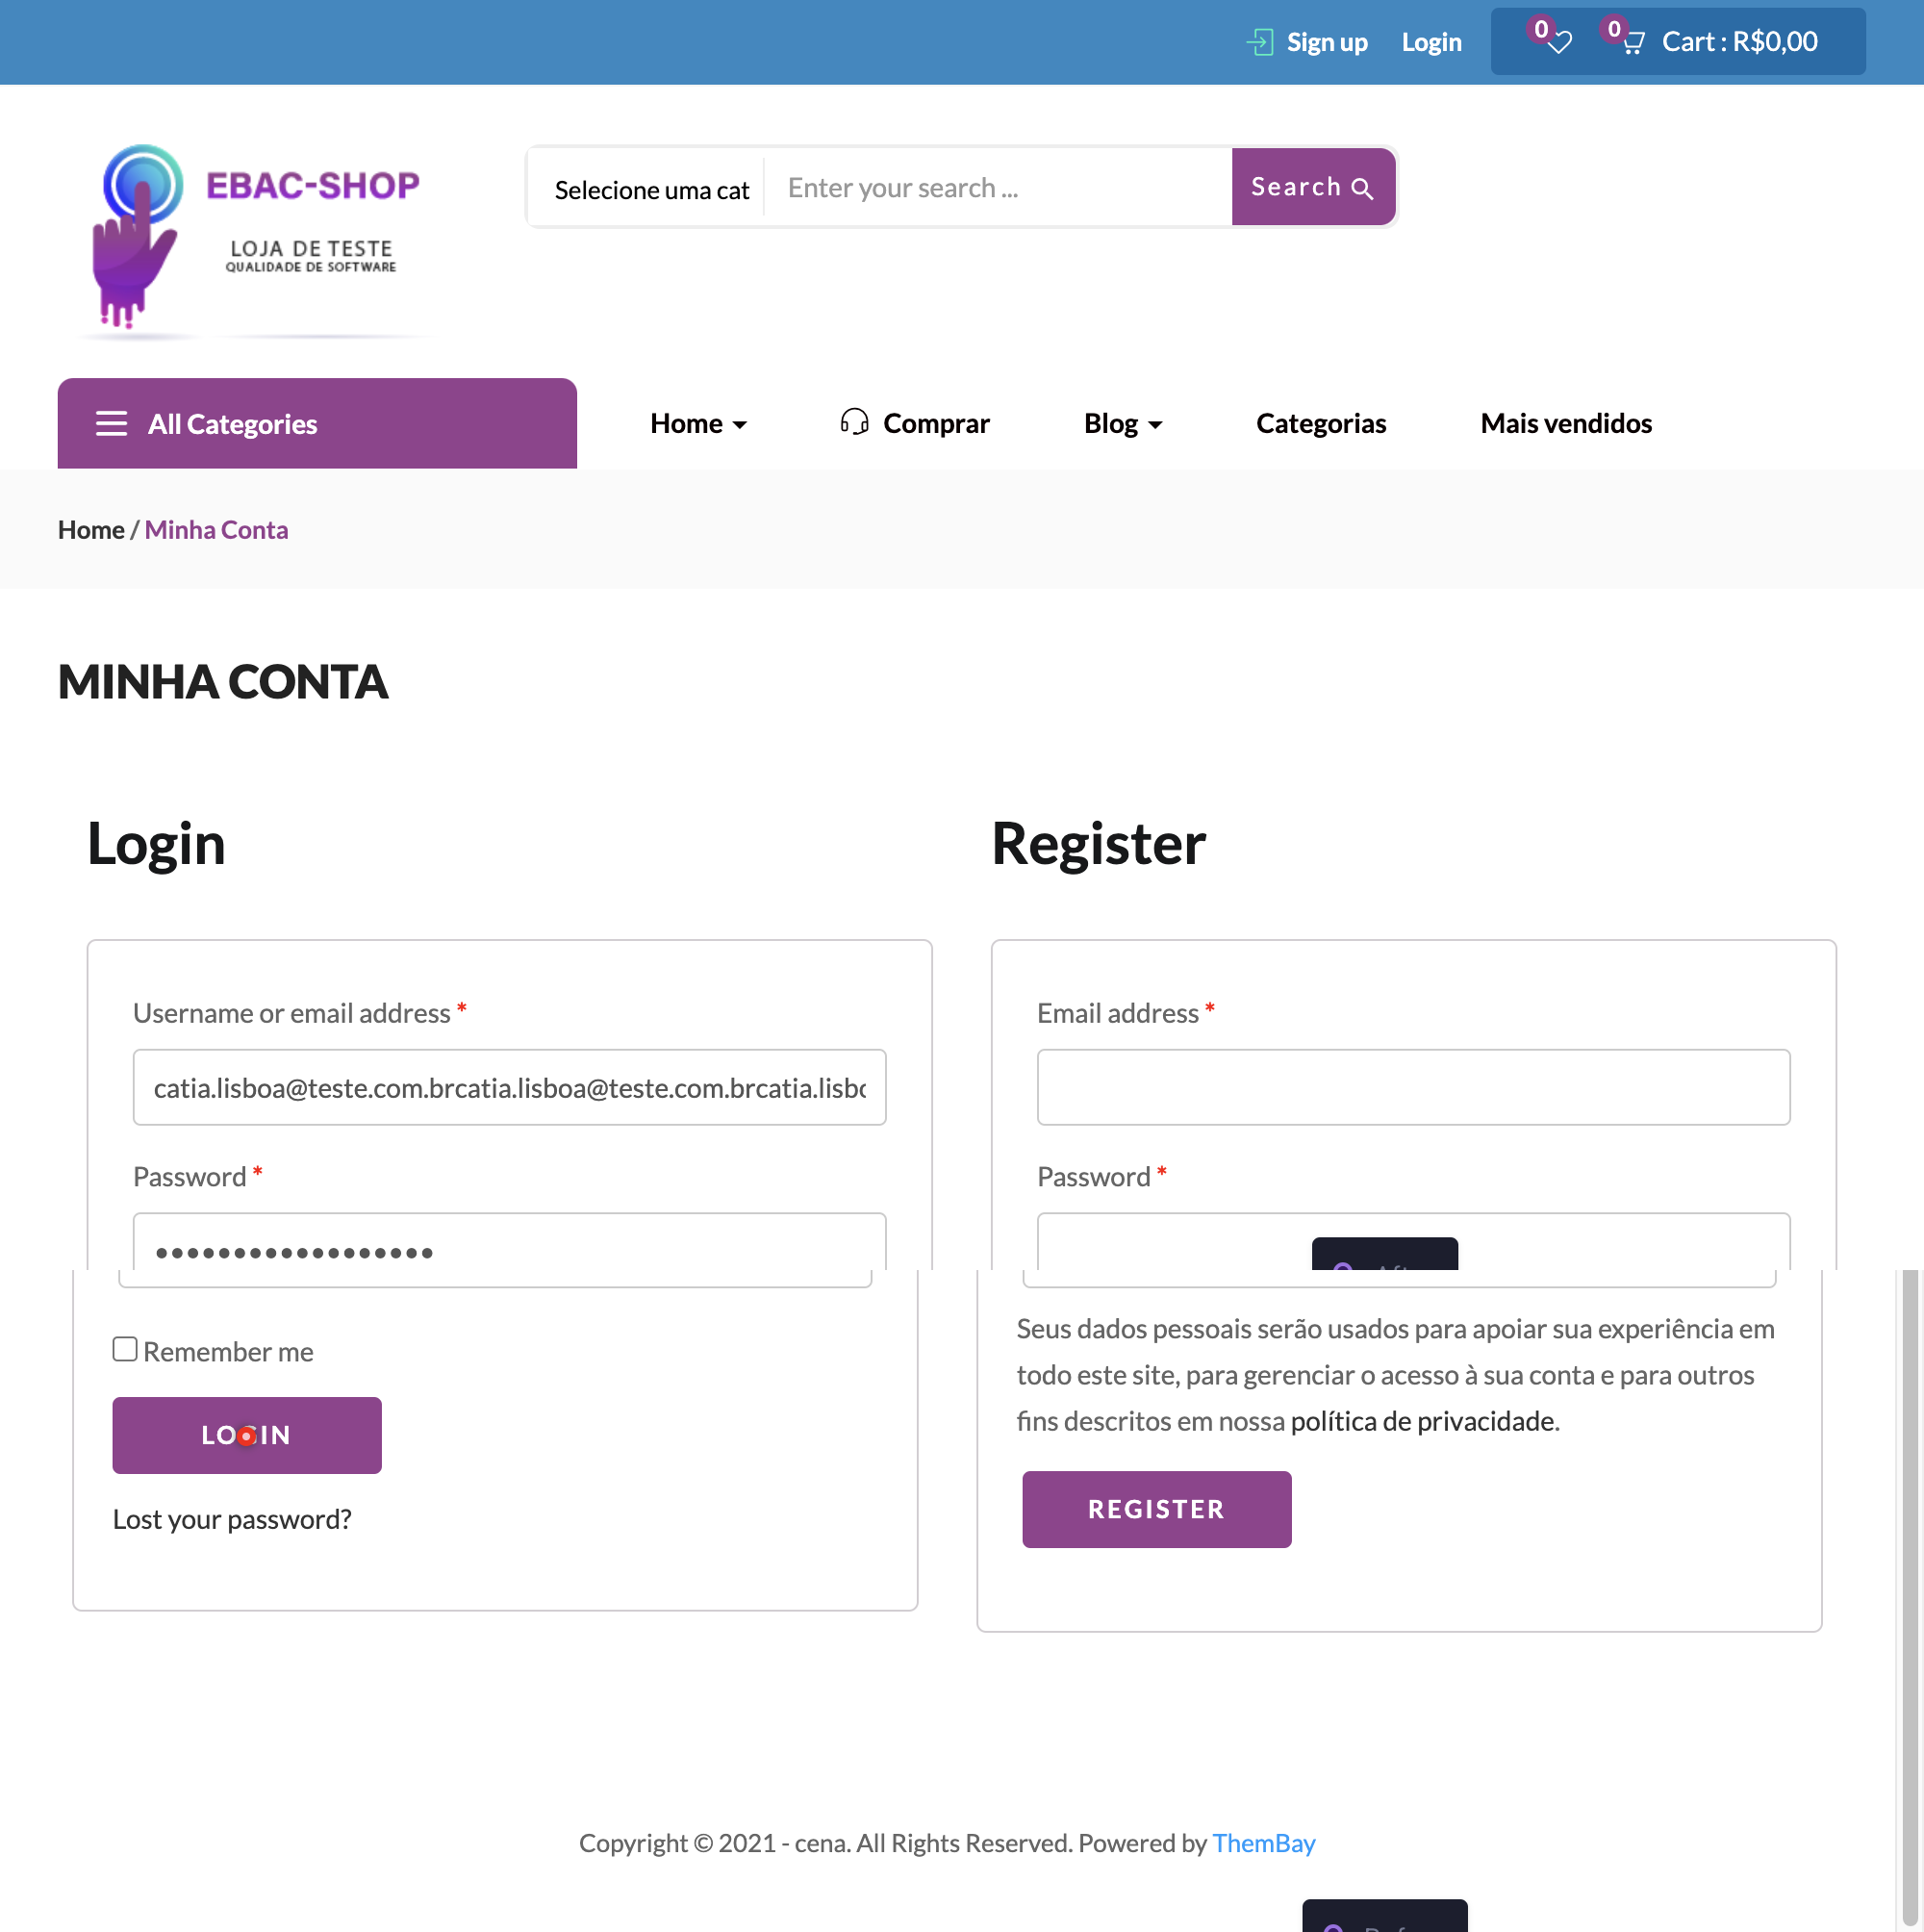 Sign up
Login
0
0
Cart : R$0,00
EBAC-SHOP
LOJA DE TESTE
QUALIDADE DE SOFTWARE
Selecione uma cat
Enter your search ...
Search
All Categories
Home
Comprar
Blog
Categorias
Mais vendidos
Home / Minha Conta
MINHA CONTA
Login
Register
Username or email address *
Email address *
catia.lisboa@teste.com.brcatia.lisboa@teste.com.brcatia.lisbo
Password *
Password *
Remember me
LOGIN
Lost your password?
Seus dados pessoais serão usados para apoiar sua experiência em
todo este site, para gerenciar o acesso à sua conta e para outros
fins descritos em nossa política de privacidade.
REGISTER
Copyright © 2021 - cena. All Rights Reserved. Powered by ThemBay